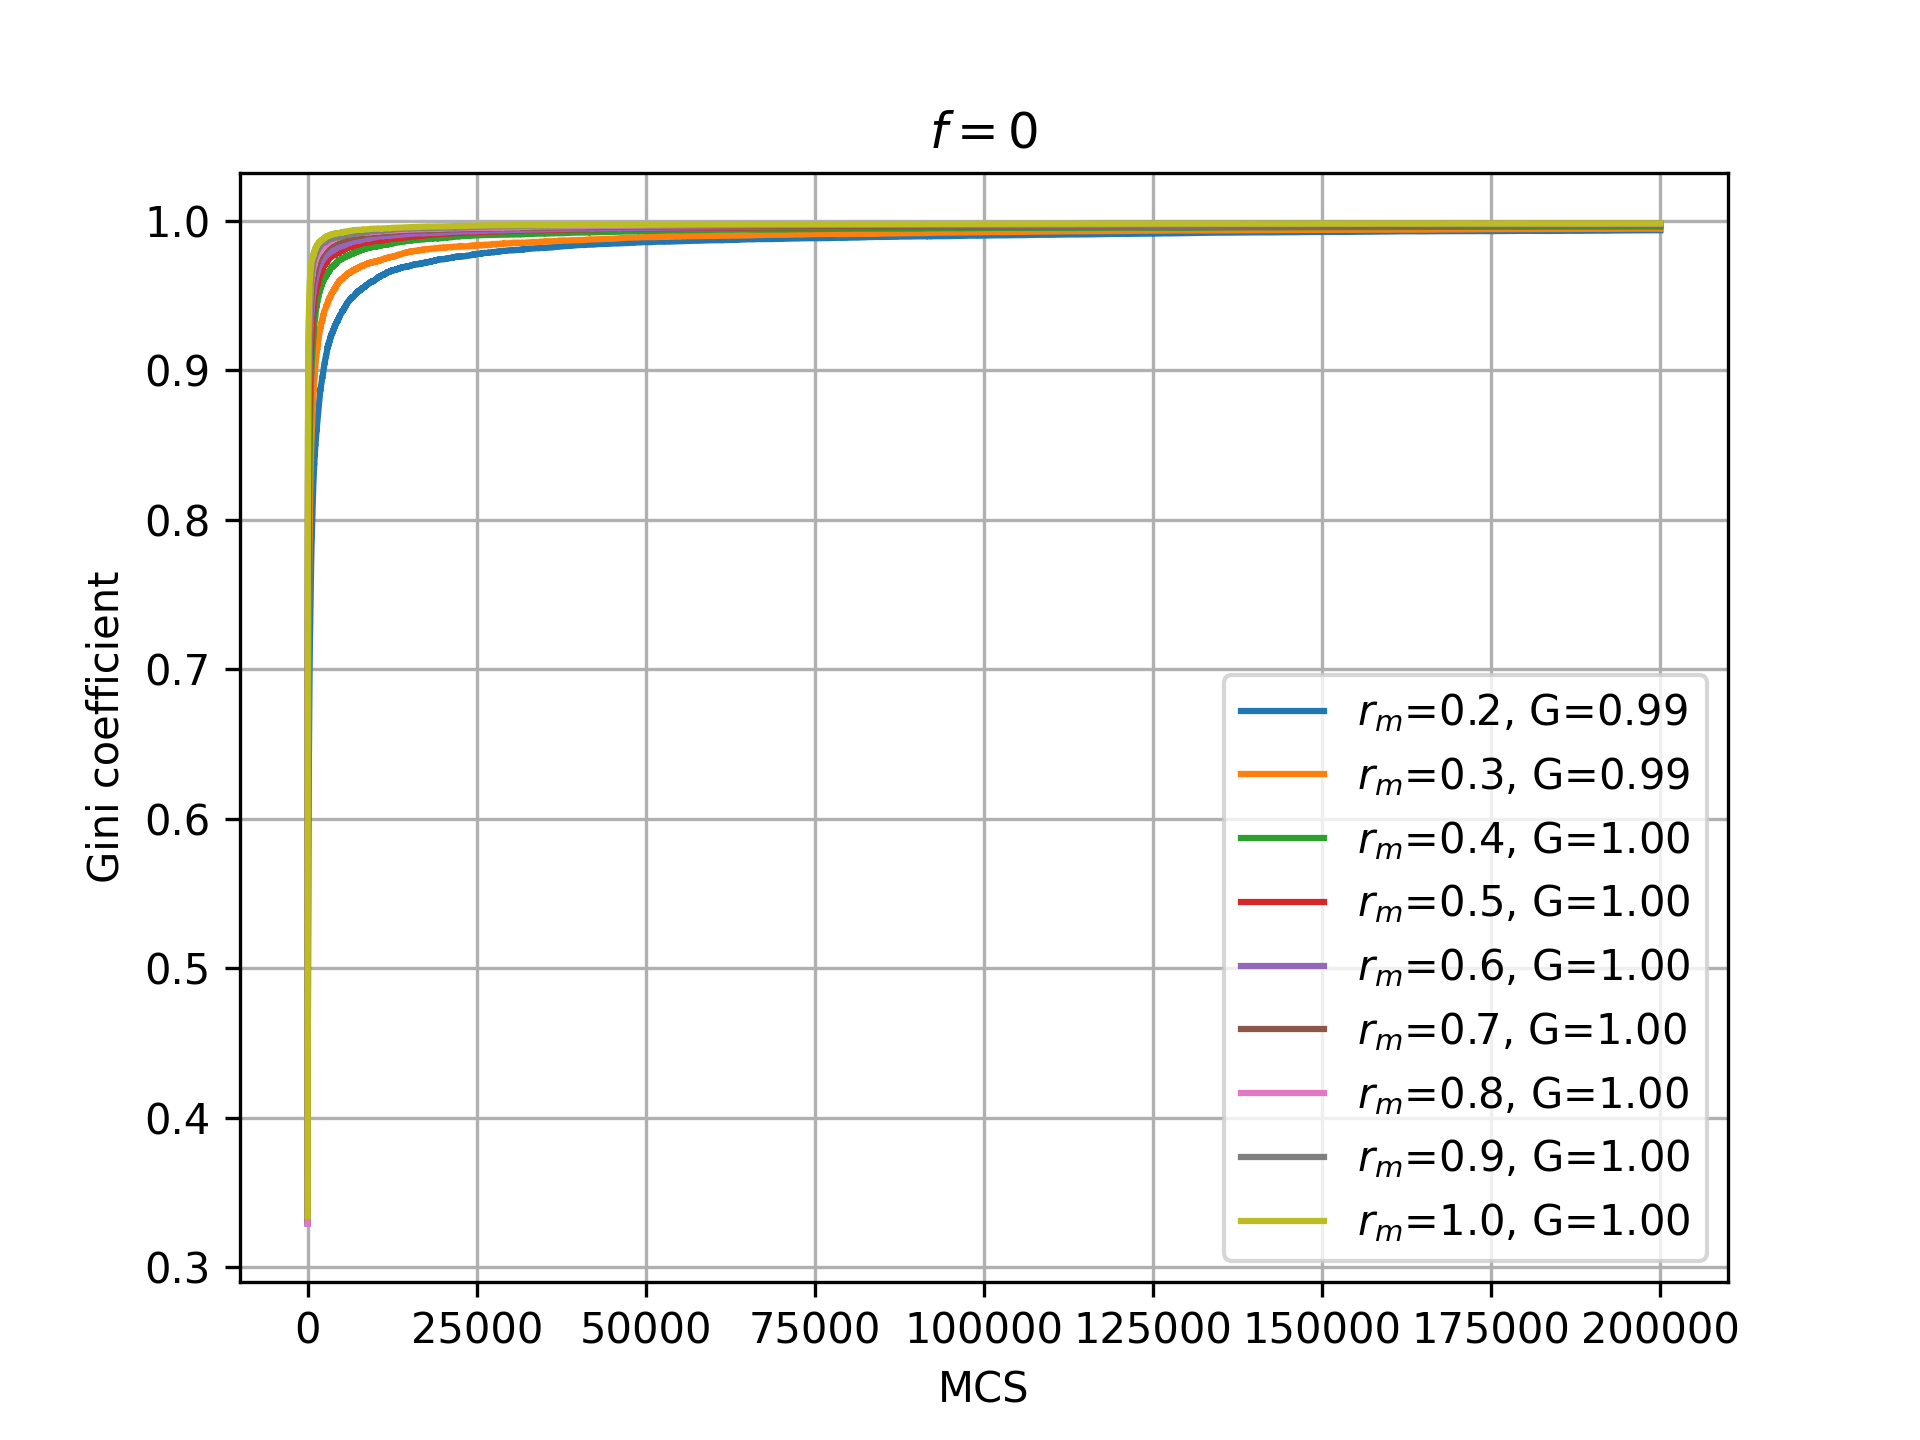 f = 0
Gini coefficient
1.0
0.9
0.8
0.7
0.6
0.5
0.4
0.3
r_m=0.2, G=0.99
r_m=0.3, G=0.99
r_m=0.4, G=1.00
r_m=0.5, G=1.00
r_m=0.6, G=1.00
r_m=0.7, G=1.00
r_m=0.8, G=1.00
r_m=0.9, G=1.00
r_m=1.0, G=1.00
0 25000 50000 75000 100000 125000 150000 175000 200000
MCS